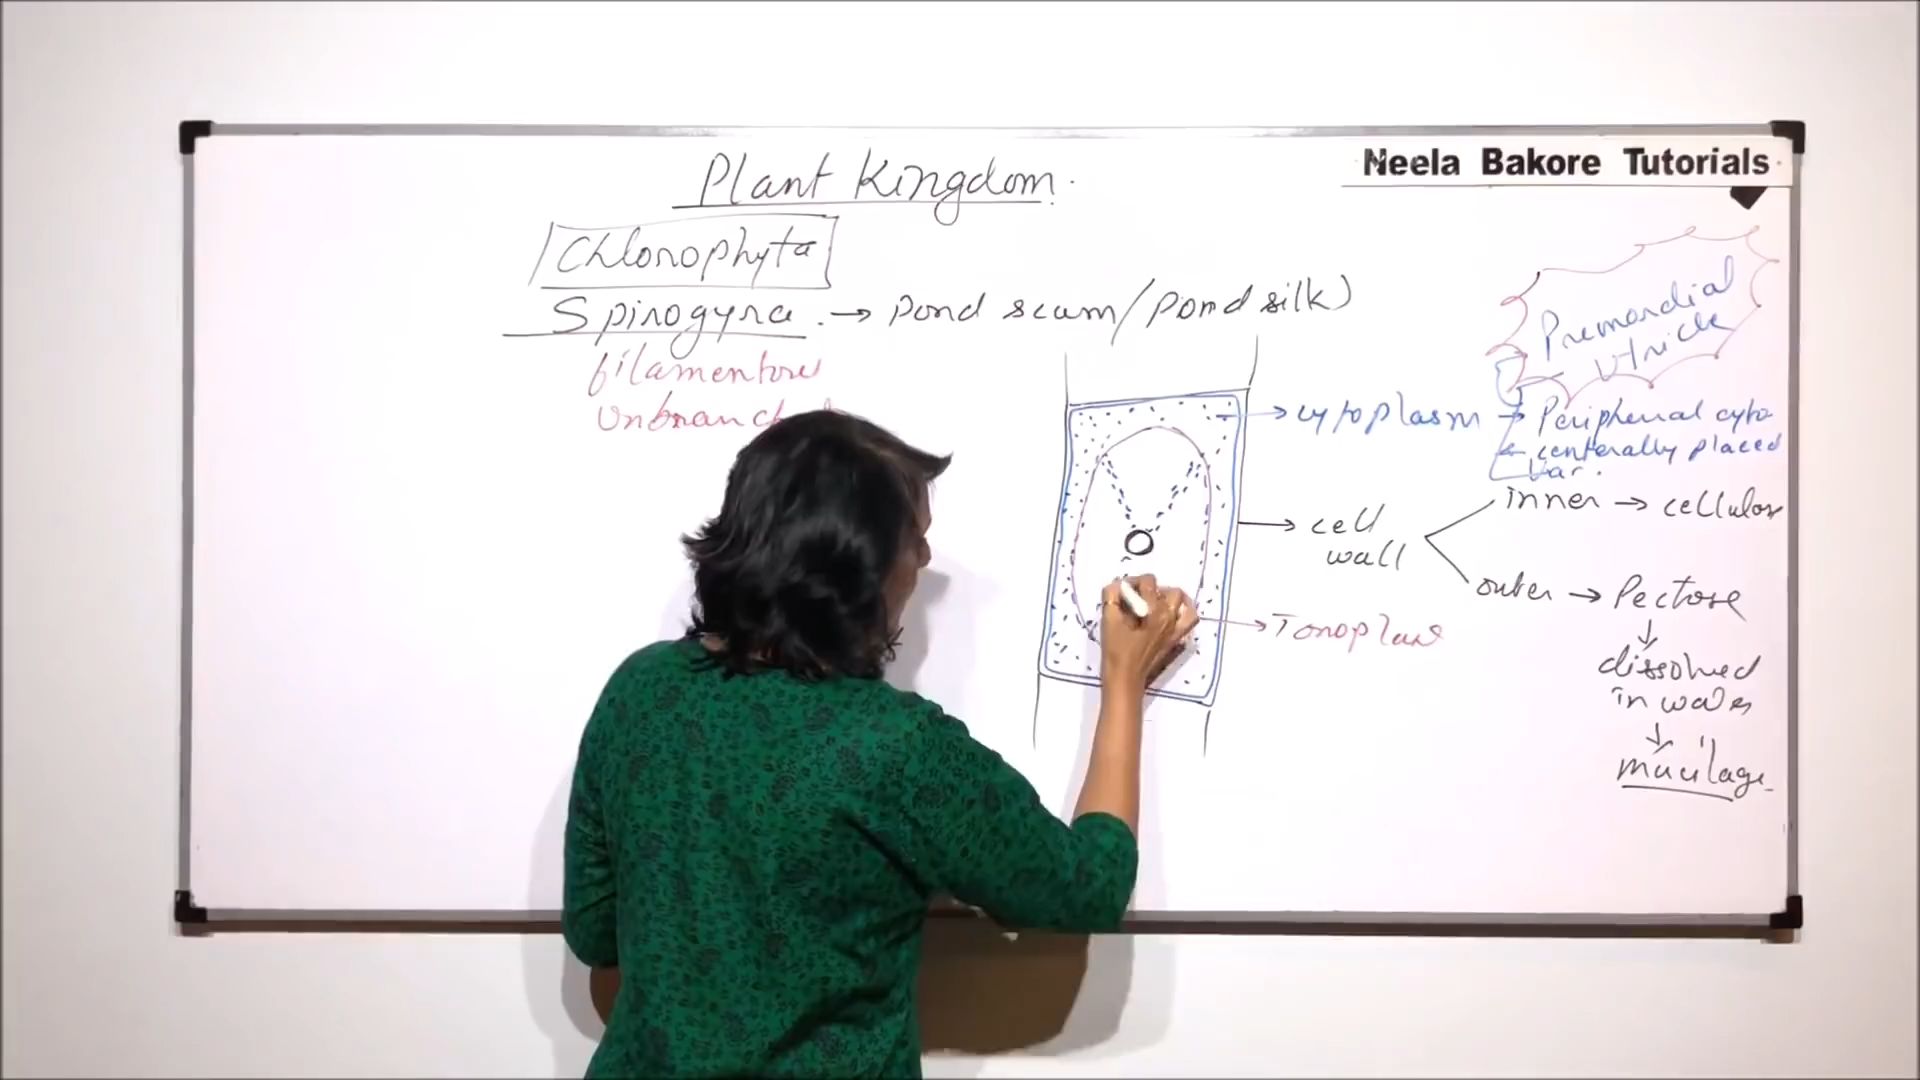 Plant Kingdom.
Neela Bakore Tutorials
Chlorophyta
Spirogyra. → Pond scum/pond silk)
filamentous
Premordial
Utricle
cytoplasm → Peripheral cyto
centerally placed
Vac.
cell
wall
inner → cellulose
outer → Pectose
Tonoplast
dissolved
in water
mucilage